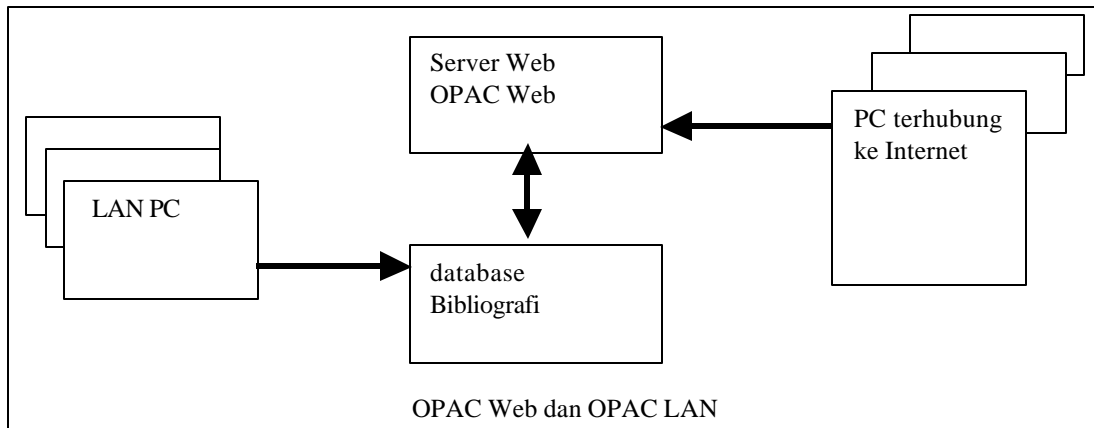 Server Web
OPAC Web
PC terhubung
ke Internet
LAN PC
database
Bibliografi
OPAC Web dan OPAC LAN